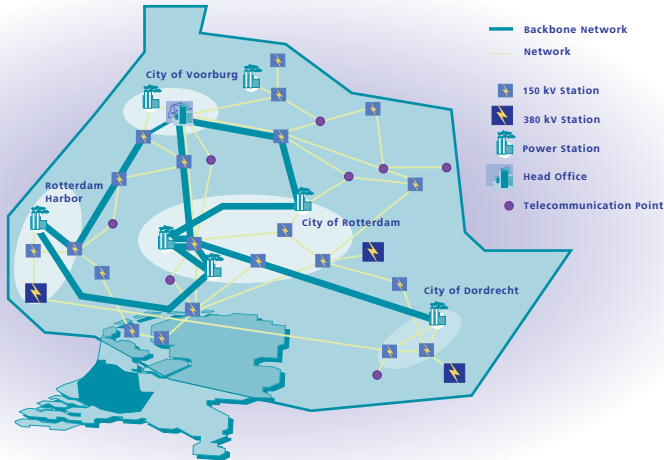 Backbone Network
Network
150 kV Station
380 kV Station
Power Station
Head Office
Telecommunication Point
City of Voorburg
Rotterdam
Harbor
City of Rotterdam
City of Dordrecht